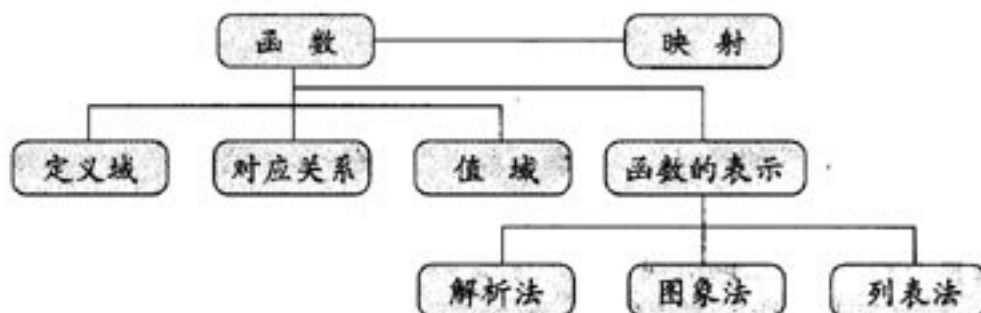 函数 映射
定义域 对应关系 值域 函数的表示
解析法 图象法 列表法